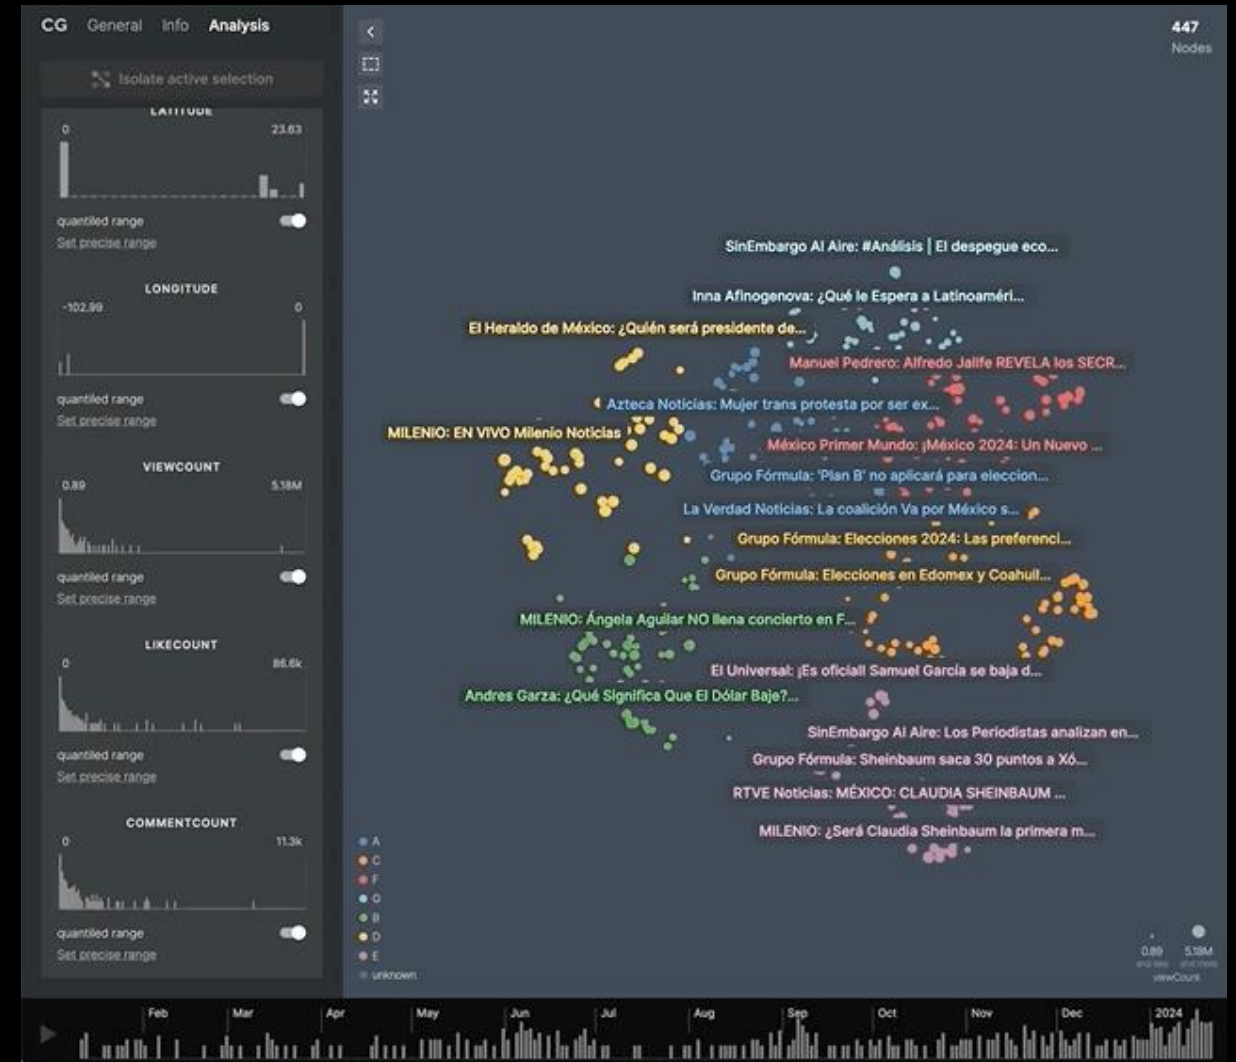 CG General Info Analysis
Isolate active selection
LATITUDE
0 23.63
quantiled range
Set precise range
LONGITUDE
-102.99 0
quantiled range
Set precise range
VIEWCOUNT
0.89 5.18M
quantiled range
Set precise range
LIKECOUNT
0 86.6k
quantiled range
Set precise range
COMMENTCOUNT
0 11.3k
quantiled range
Set precise range
447
Nodes
SinEmbargo Al Aire: #Análisis | El despegue eco...
Inna Afinogenova: ¿Qué le Espera a Latinoaméri...
El Heraldo de México: ¿Quién será presidente de...
Manuel Pedrero: Alfredo Jalife REVELA los SECR...
Azteca Noticias: Mujer trans protesta por ser ex...
MILENIO: EN VIVO Milenio Noticias
México Primer Mundo: ¡México 2024: Un Nuevo ...
Grupo Fórmula: 'Plan B' no aplicará para eleccion...
La Verdad Noticias: La coalición Va por México s...
Grupo Fórmula: Elecciones 2024: Las preferenci...
Grupo Fórmula: Elecciones en Edomex y Coahuil...
MILENIO: Ángela Aguilar NO llena concierto en F...
El Universal: ¡Es oficial! Samuel García se baja d...
Andres Garza: ¿Qué Significa Que El Dólar Baje?...
SinEmbargo Al Aire: Los Periodistas analizan en...
Grupo Fórmula: Sheinbaum saca 30 puntos a Xó...
RTVE Noticias: MÉXICO: CLAUDIA SHEINBAUM ...
MILENIO: ¿Será Claudia Sheinbaum la primera m...
A
C
F
G
B
D
E
unknown
0.89 5.18M
and less and more
viewCount
Feb Mar Apr May Jun Jul Aug Sep Oct Nov Dec 2024